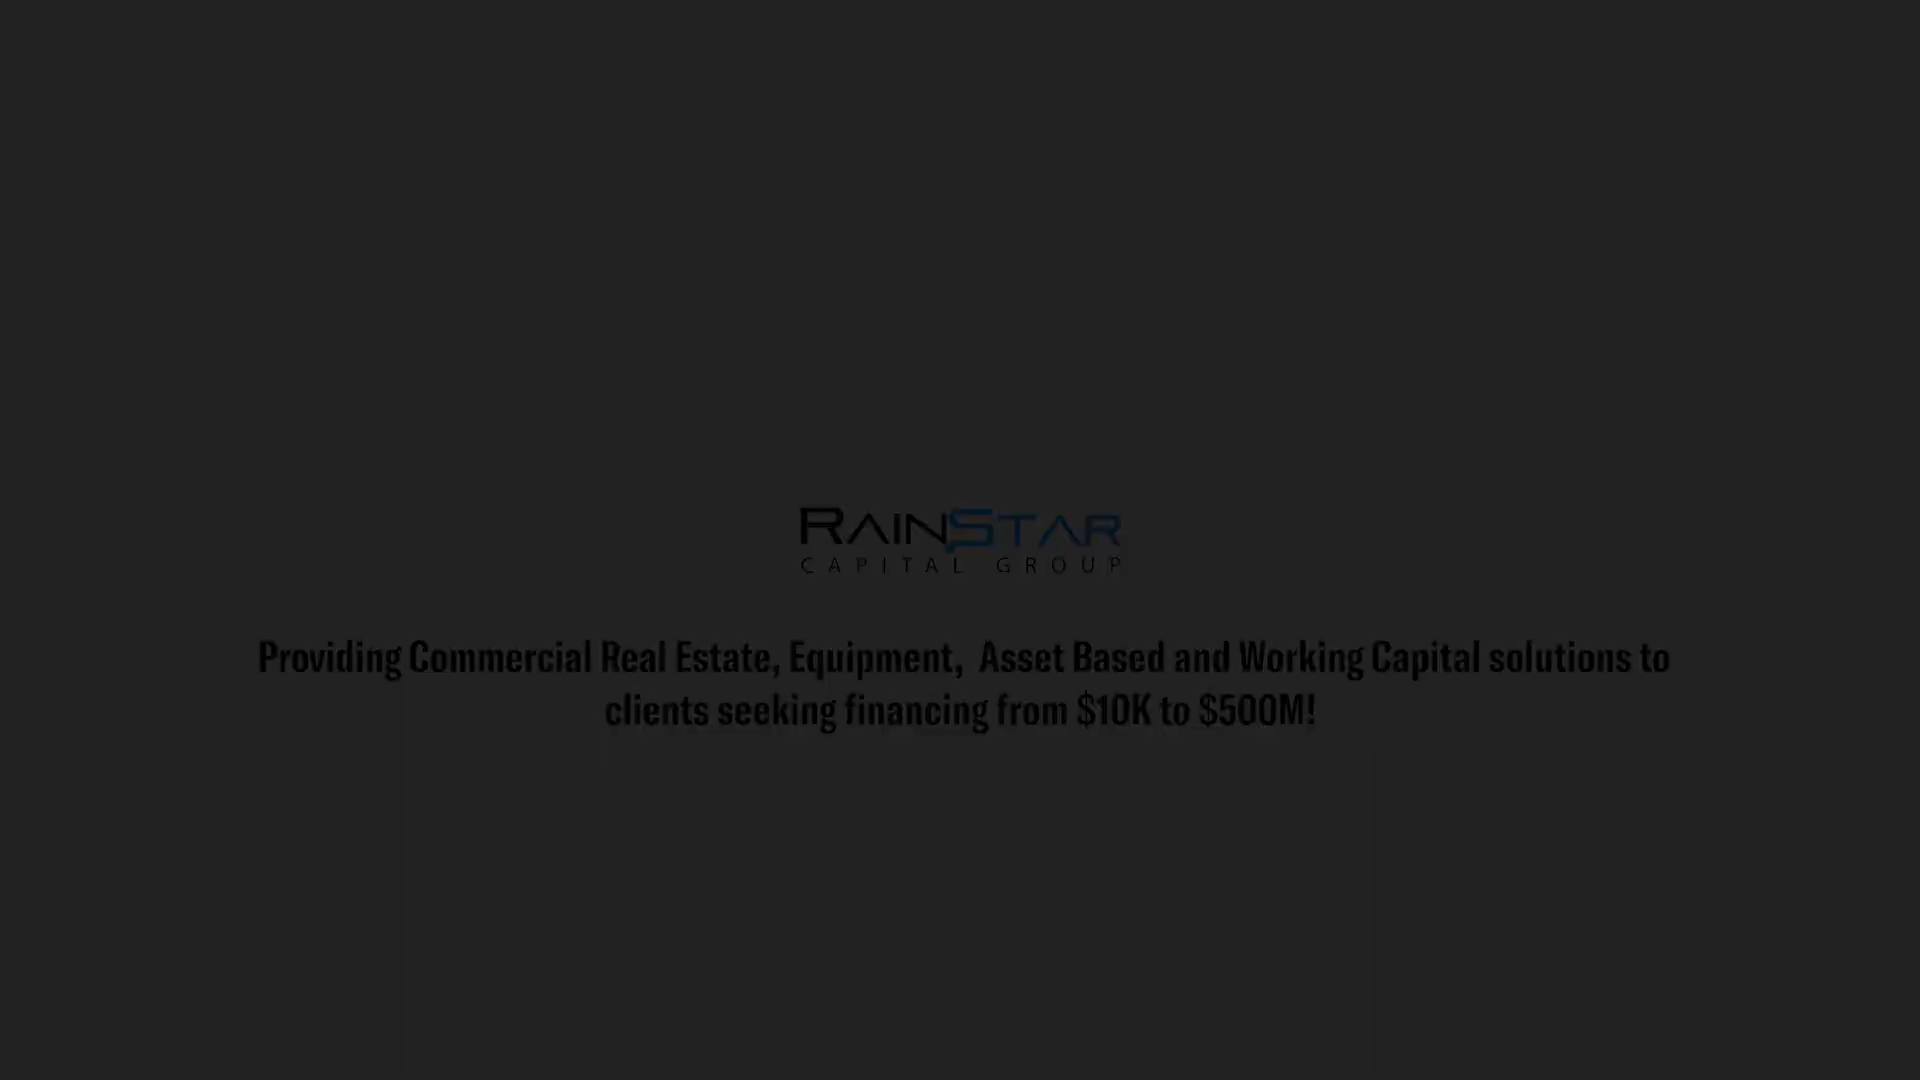 RAINSTAR
CAPITAL GROUP
Providing Commercial Real Estate, Equipment, Asset Based and Working Capital solutions to
clients seeking financing from $10K to $500M!